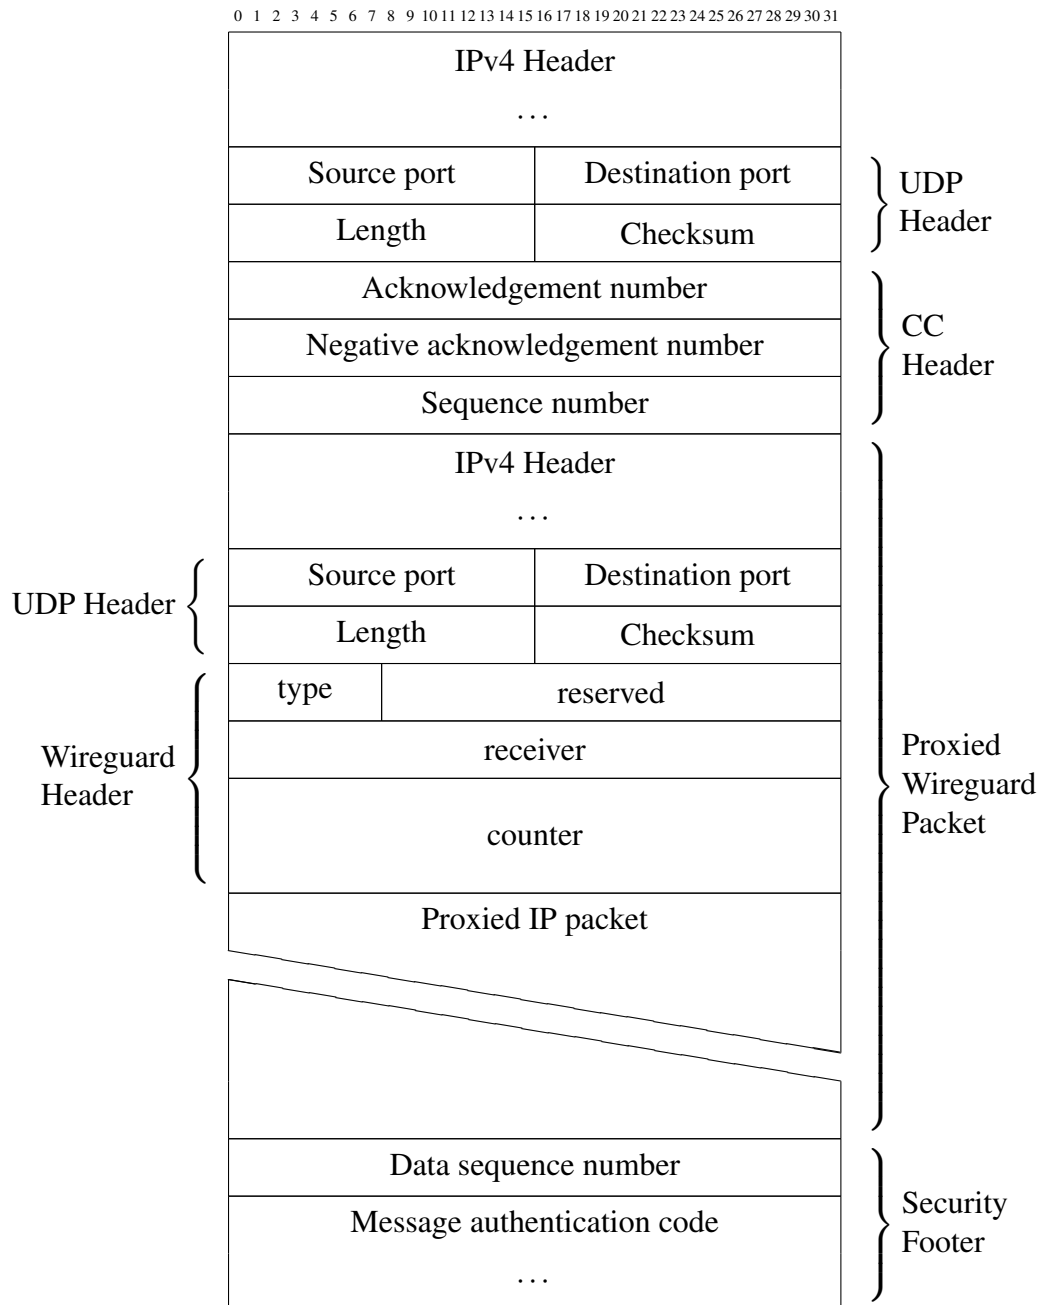 0 1 2 3 4 5 6 7 8 9 10 11 12 13 14 15 16 17 18 19 20 21 22 23 24 25 26 27 28 29 30 31
IPv4 Header
...
Source port
Destination port
Length
Checksum
UDP
Header
Acknowledgement number
Negative acknowledgement number
Sequence number
CC
Header
IPv4 Header
...
Source port
Destination port
Length
Checksum
UDP Header
type
reserved
receiver
counter
Wireguard
Header
Proxied IP packet
Proxied
Wireguard
Packet
Data sequence number
Message authentication code
...
Security
Footer